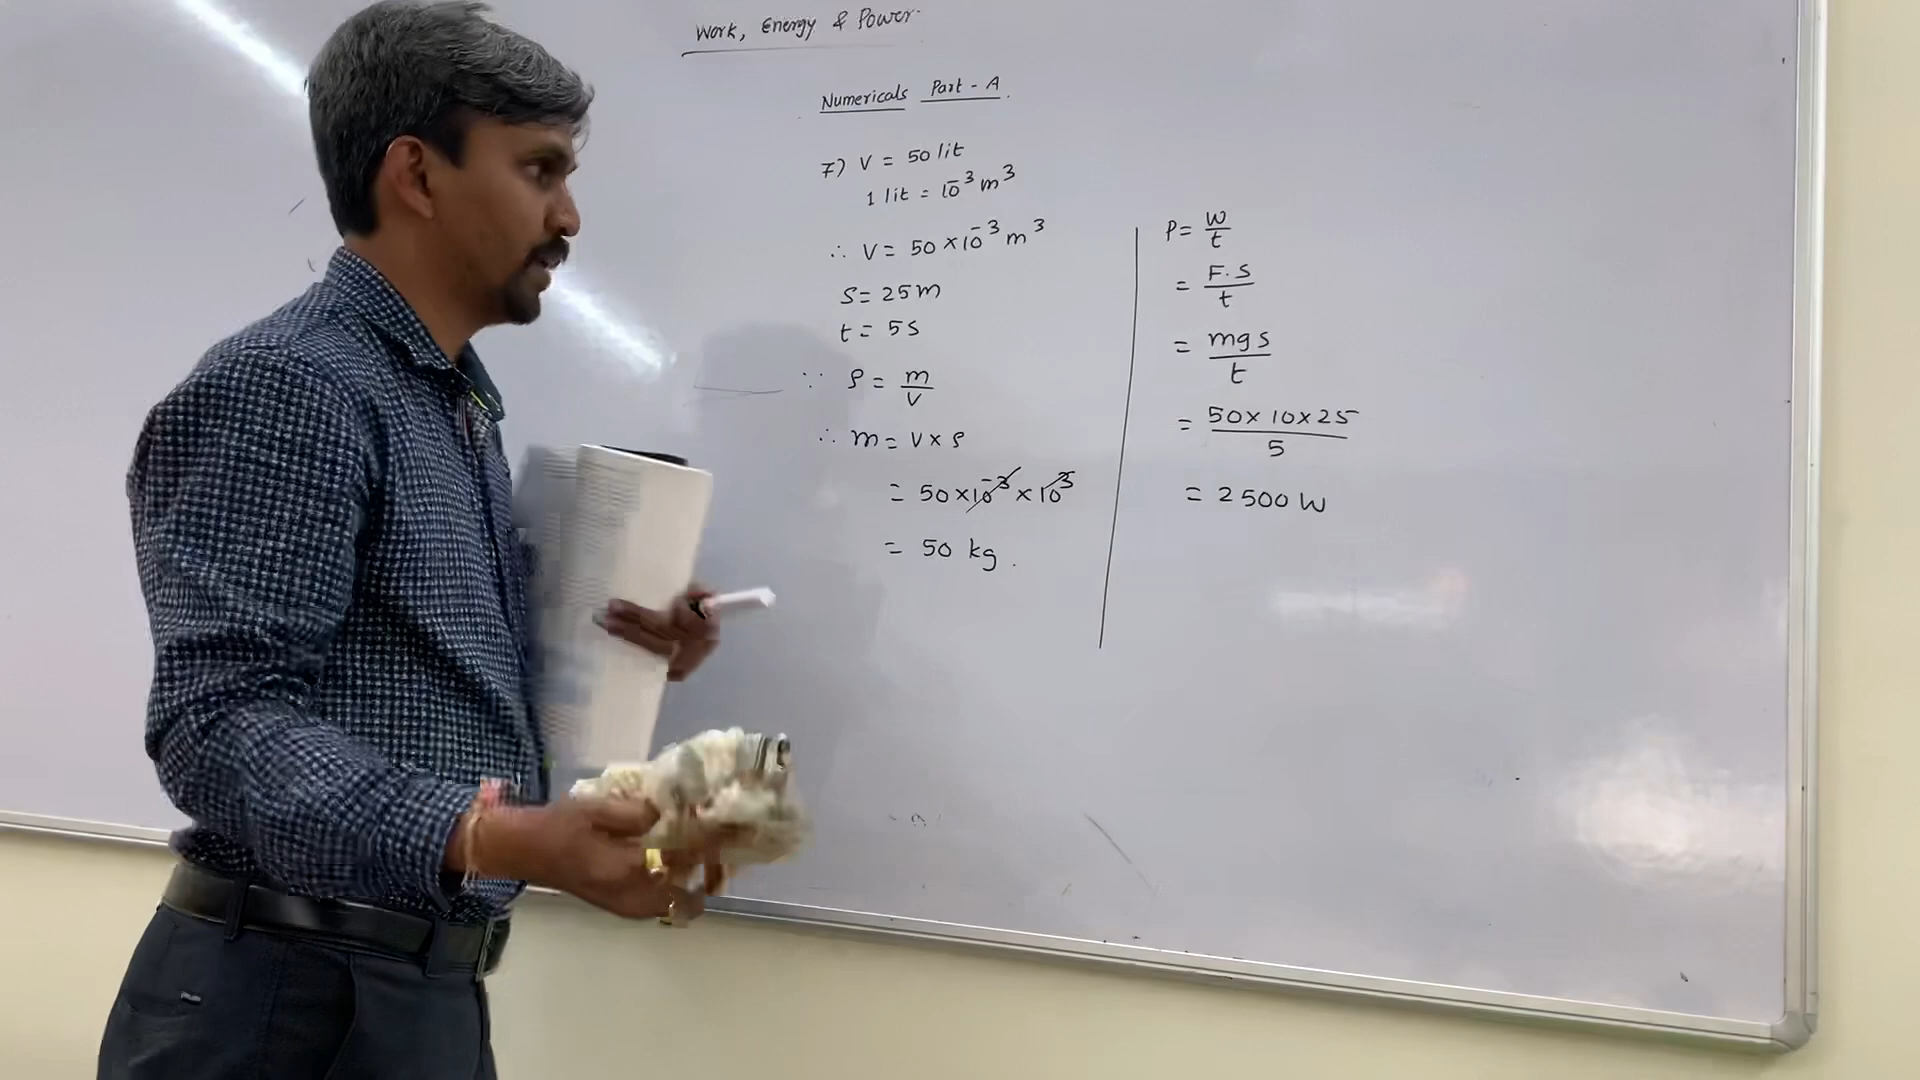 Work, Energy & Power.
Numericals Part - A.
7) V = 50 lit
1 lit = 10⁻³ m³
∴ V = 50 × 10⁻³ m³
S = 25 m
t = 5 s
∵ ρ = m/V
∴ m = V × ρ
= 50 × 10⁻³ × 10³
= 50 kg.
P = W/t
= F.S/t
= mgs/t
= 50 × 10 × 25/5
= 2500 W